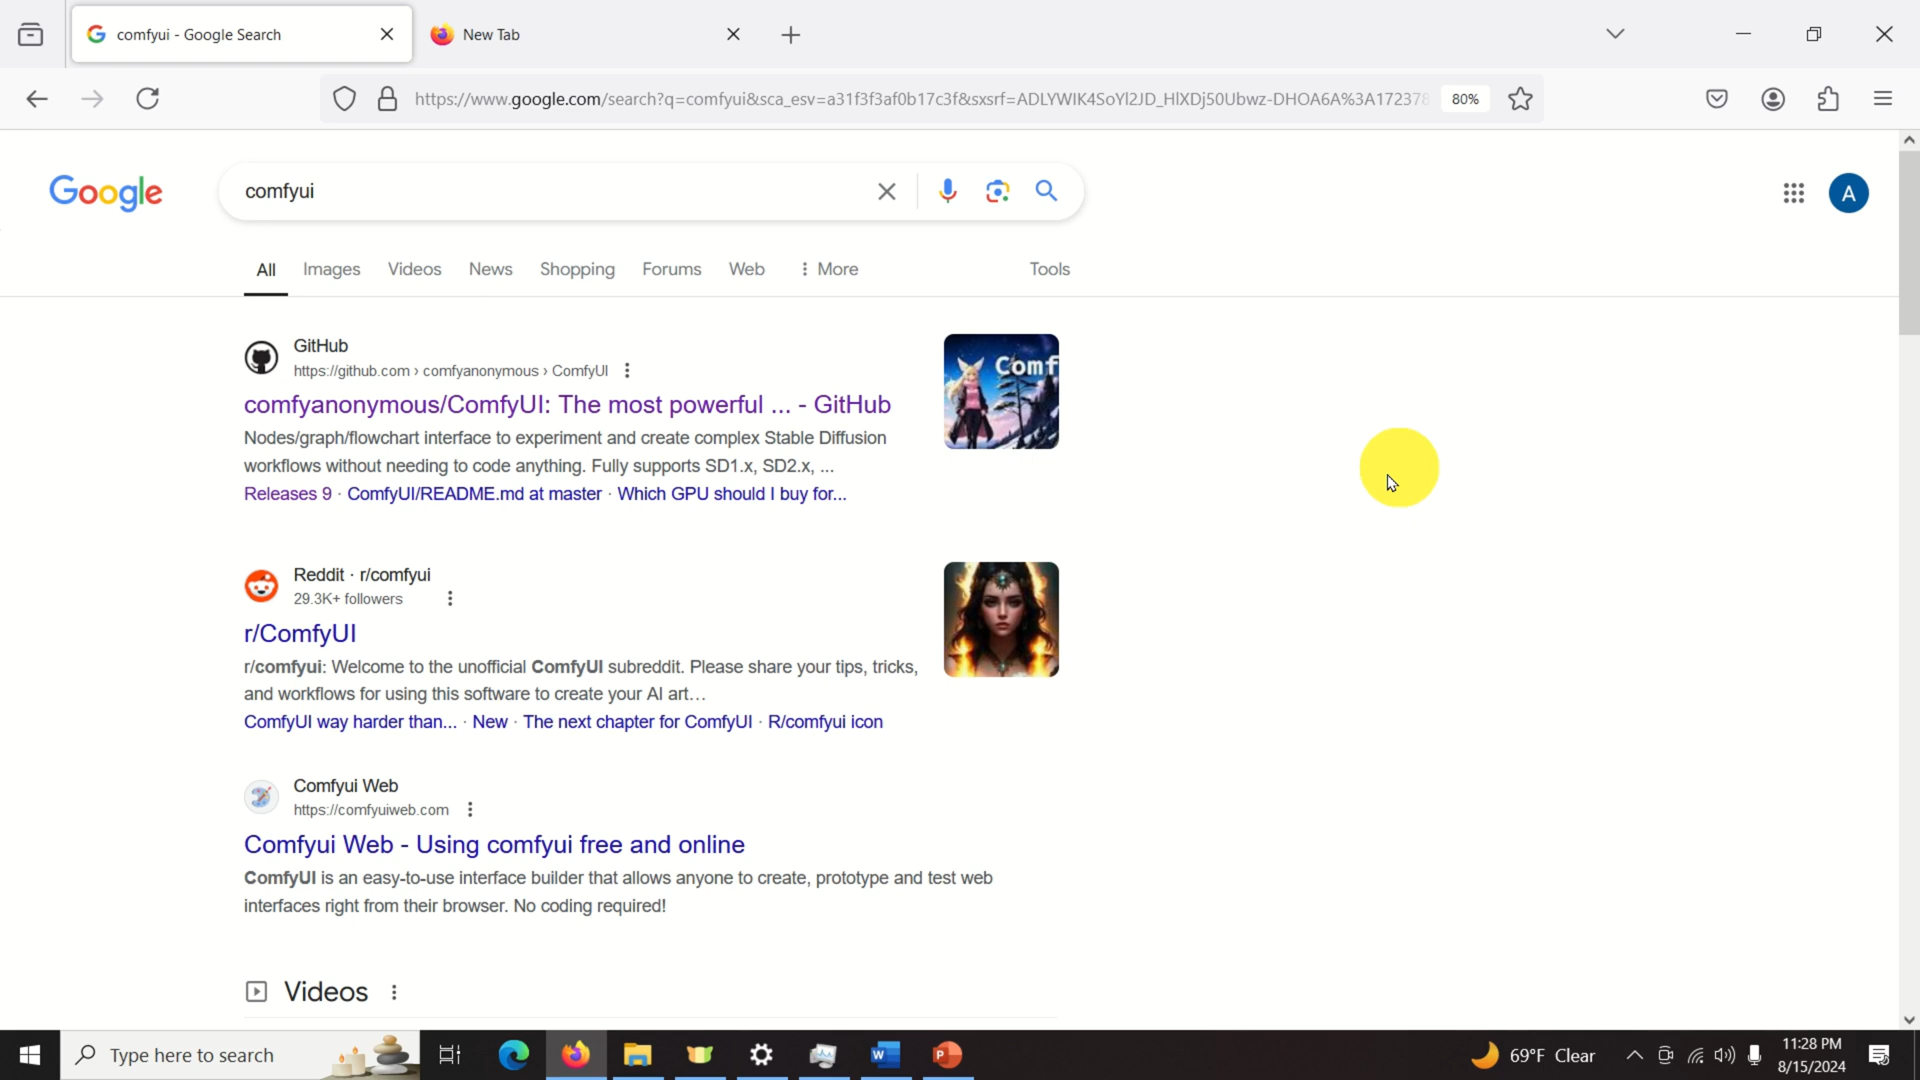 comfyui - Google Search
New Tab
https://www.google.com/search?q=comfyui&sca_esv=a31f3f3af0b17c3f&sxsrf=ADLYWIK4SoYl2JD_HlXDj50Ubwz-DHOA6A%3A172378
80%
Google
comfyui
A
All Images Videos News Shopping Forums Web More Tools
GitHub
https://github.com › comfyanonymous › ComfyUI
comfyanonymous/ComfyUI: The most powerful ... - GitHub
Nodes/graph/flowchart interface to experiment and create complex Stable Diffusion
workflows without needing to code anything. Fully supports SD1.x, SD2.x, ...
Releases 9 · ComfyUI/README.md at master · Which GPU should I buy for...
Comf
Reddit · r/comfyui
29.3K+ followers
r/ComfyUI
r/comfyui: Welcome to the unofficial ComfyUI subreddit. Please share your tips, tricks,
and workflows for using this software to create your AI art…
ComfyUI way harder than... · New · The next chapter for ComfyUI · R/comfyui icon
Comfyui Web
https://comfyuiweb.com
Comfyui Web - Using comfyui free and online
ComfyUI is an easy-to-use interface builder that allows anyone to create, prototype and test web
interfaces right from their browser. No coding required!
Videos
Type here to search
69°F Clear
11:28 PM
8/15/2024